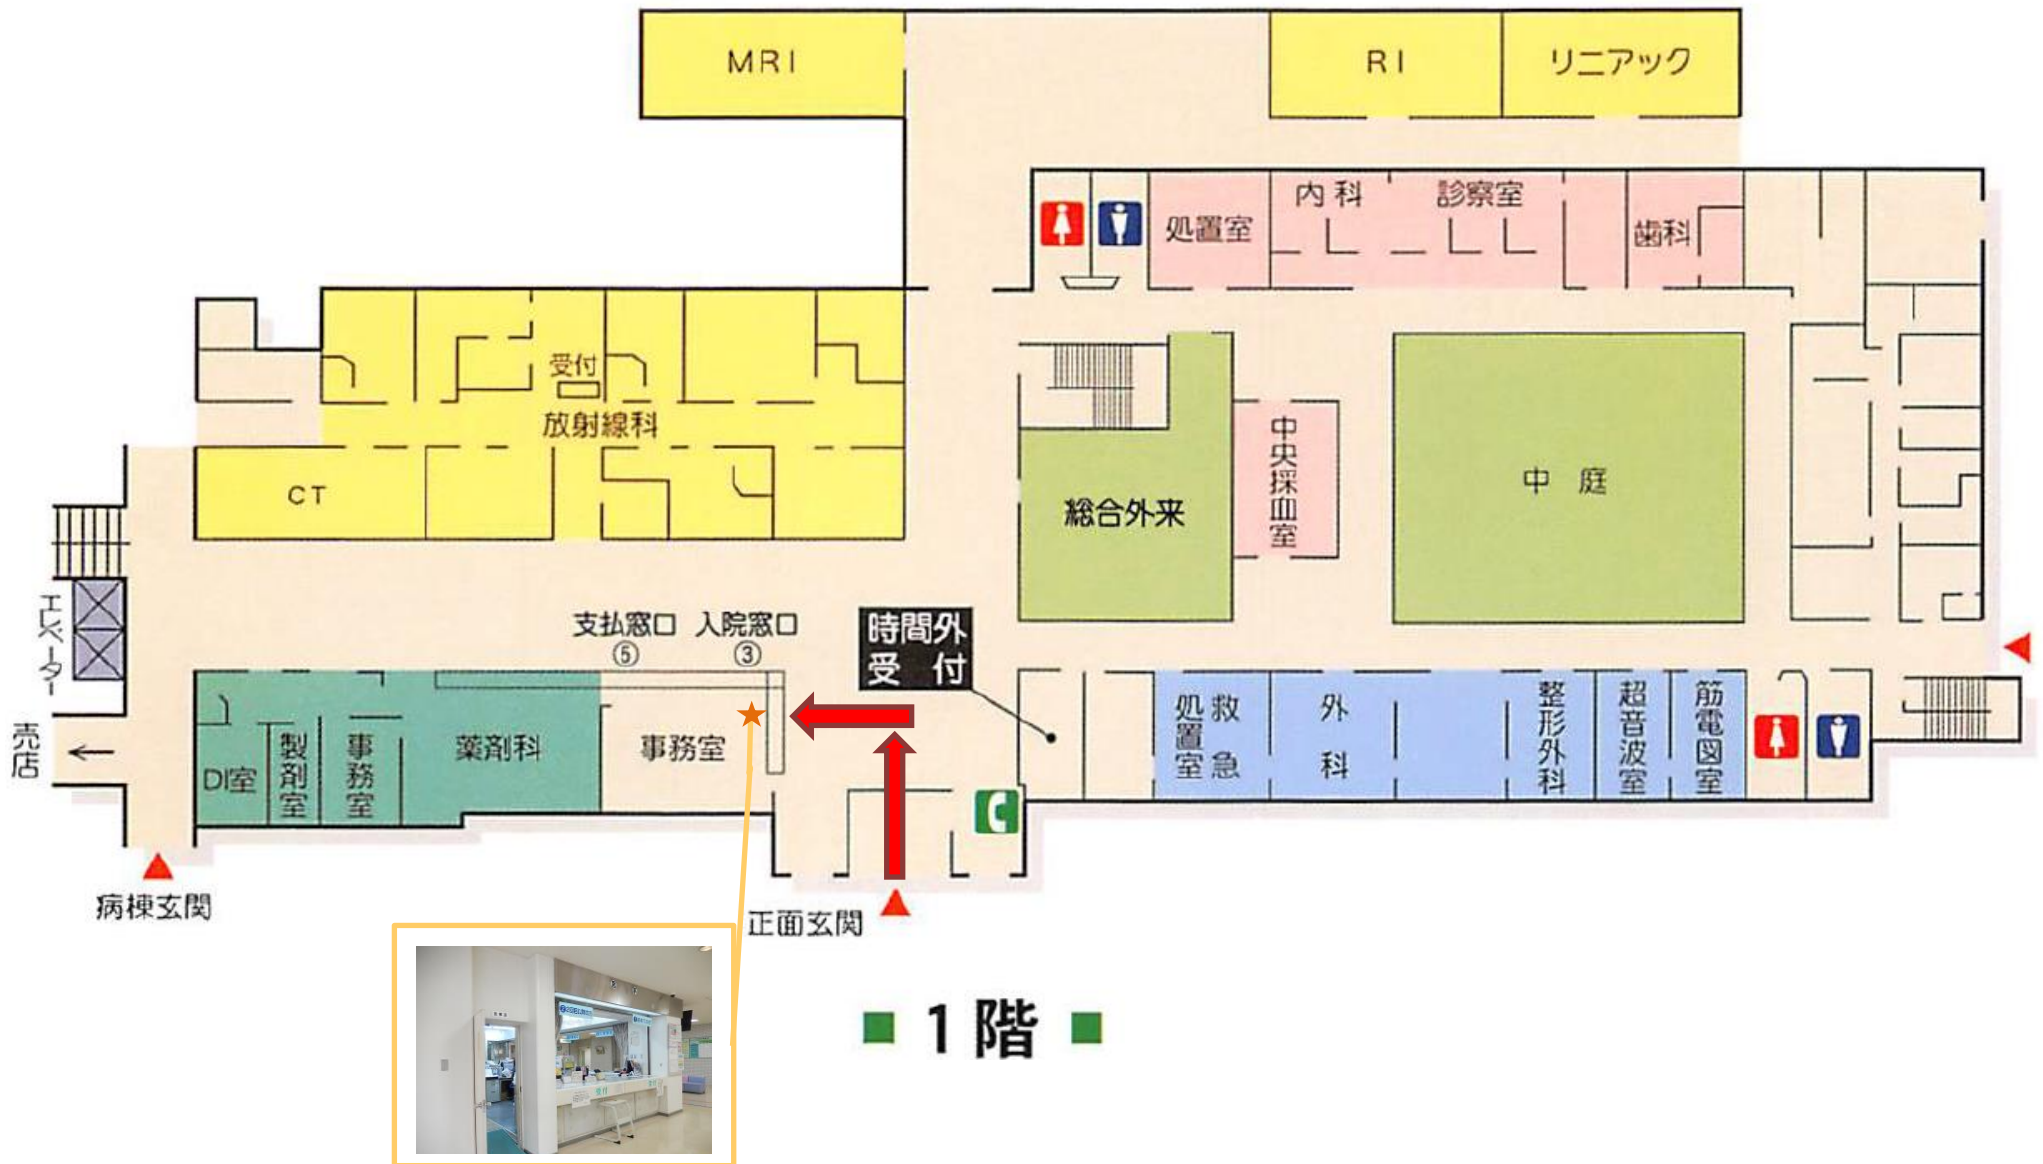 MRI
RI
リニアック
処置室
内科
診察室
歯科
受付
放射線科
中央採血室
中庭
CT
総合外来
エレベーター
支払窓口
⑤
入院窓口
③
時間外
受付
売店
DI室
製剤室
事務室
薬剤科
事務室
救急
処置室
外科
整形外科
超音波室
筋電図室
病棟玄関
正面玄関
受付
■ 1階 ■